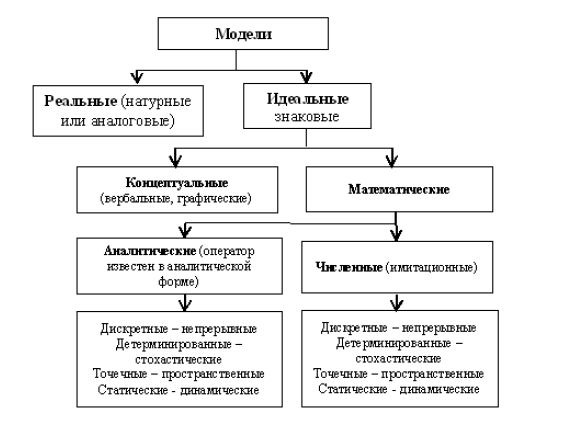 Модели
Реальные (натурные
или аналоговые)
Идеальные
знаковые
Концептуальные
(вербальные, графические)
Математические
Аналитические (оператор
известен в аналитической
форме)
Численные (имитационные)
Дискретные – непрерывные
Детерминированные –
стохастические
Точечные – пространственные
Статические - динамические
Дискретные – непрерывные
Детерминированные –
стохастические
Точечные – пространственные
Статические - динамические